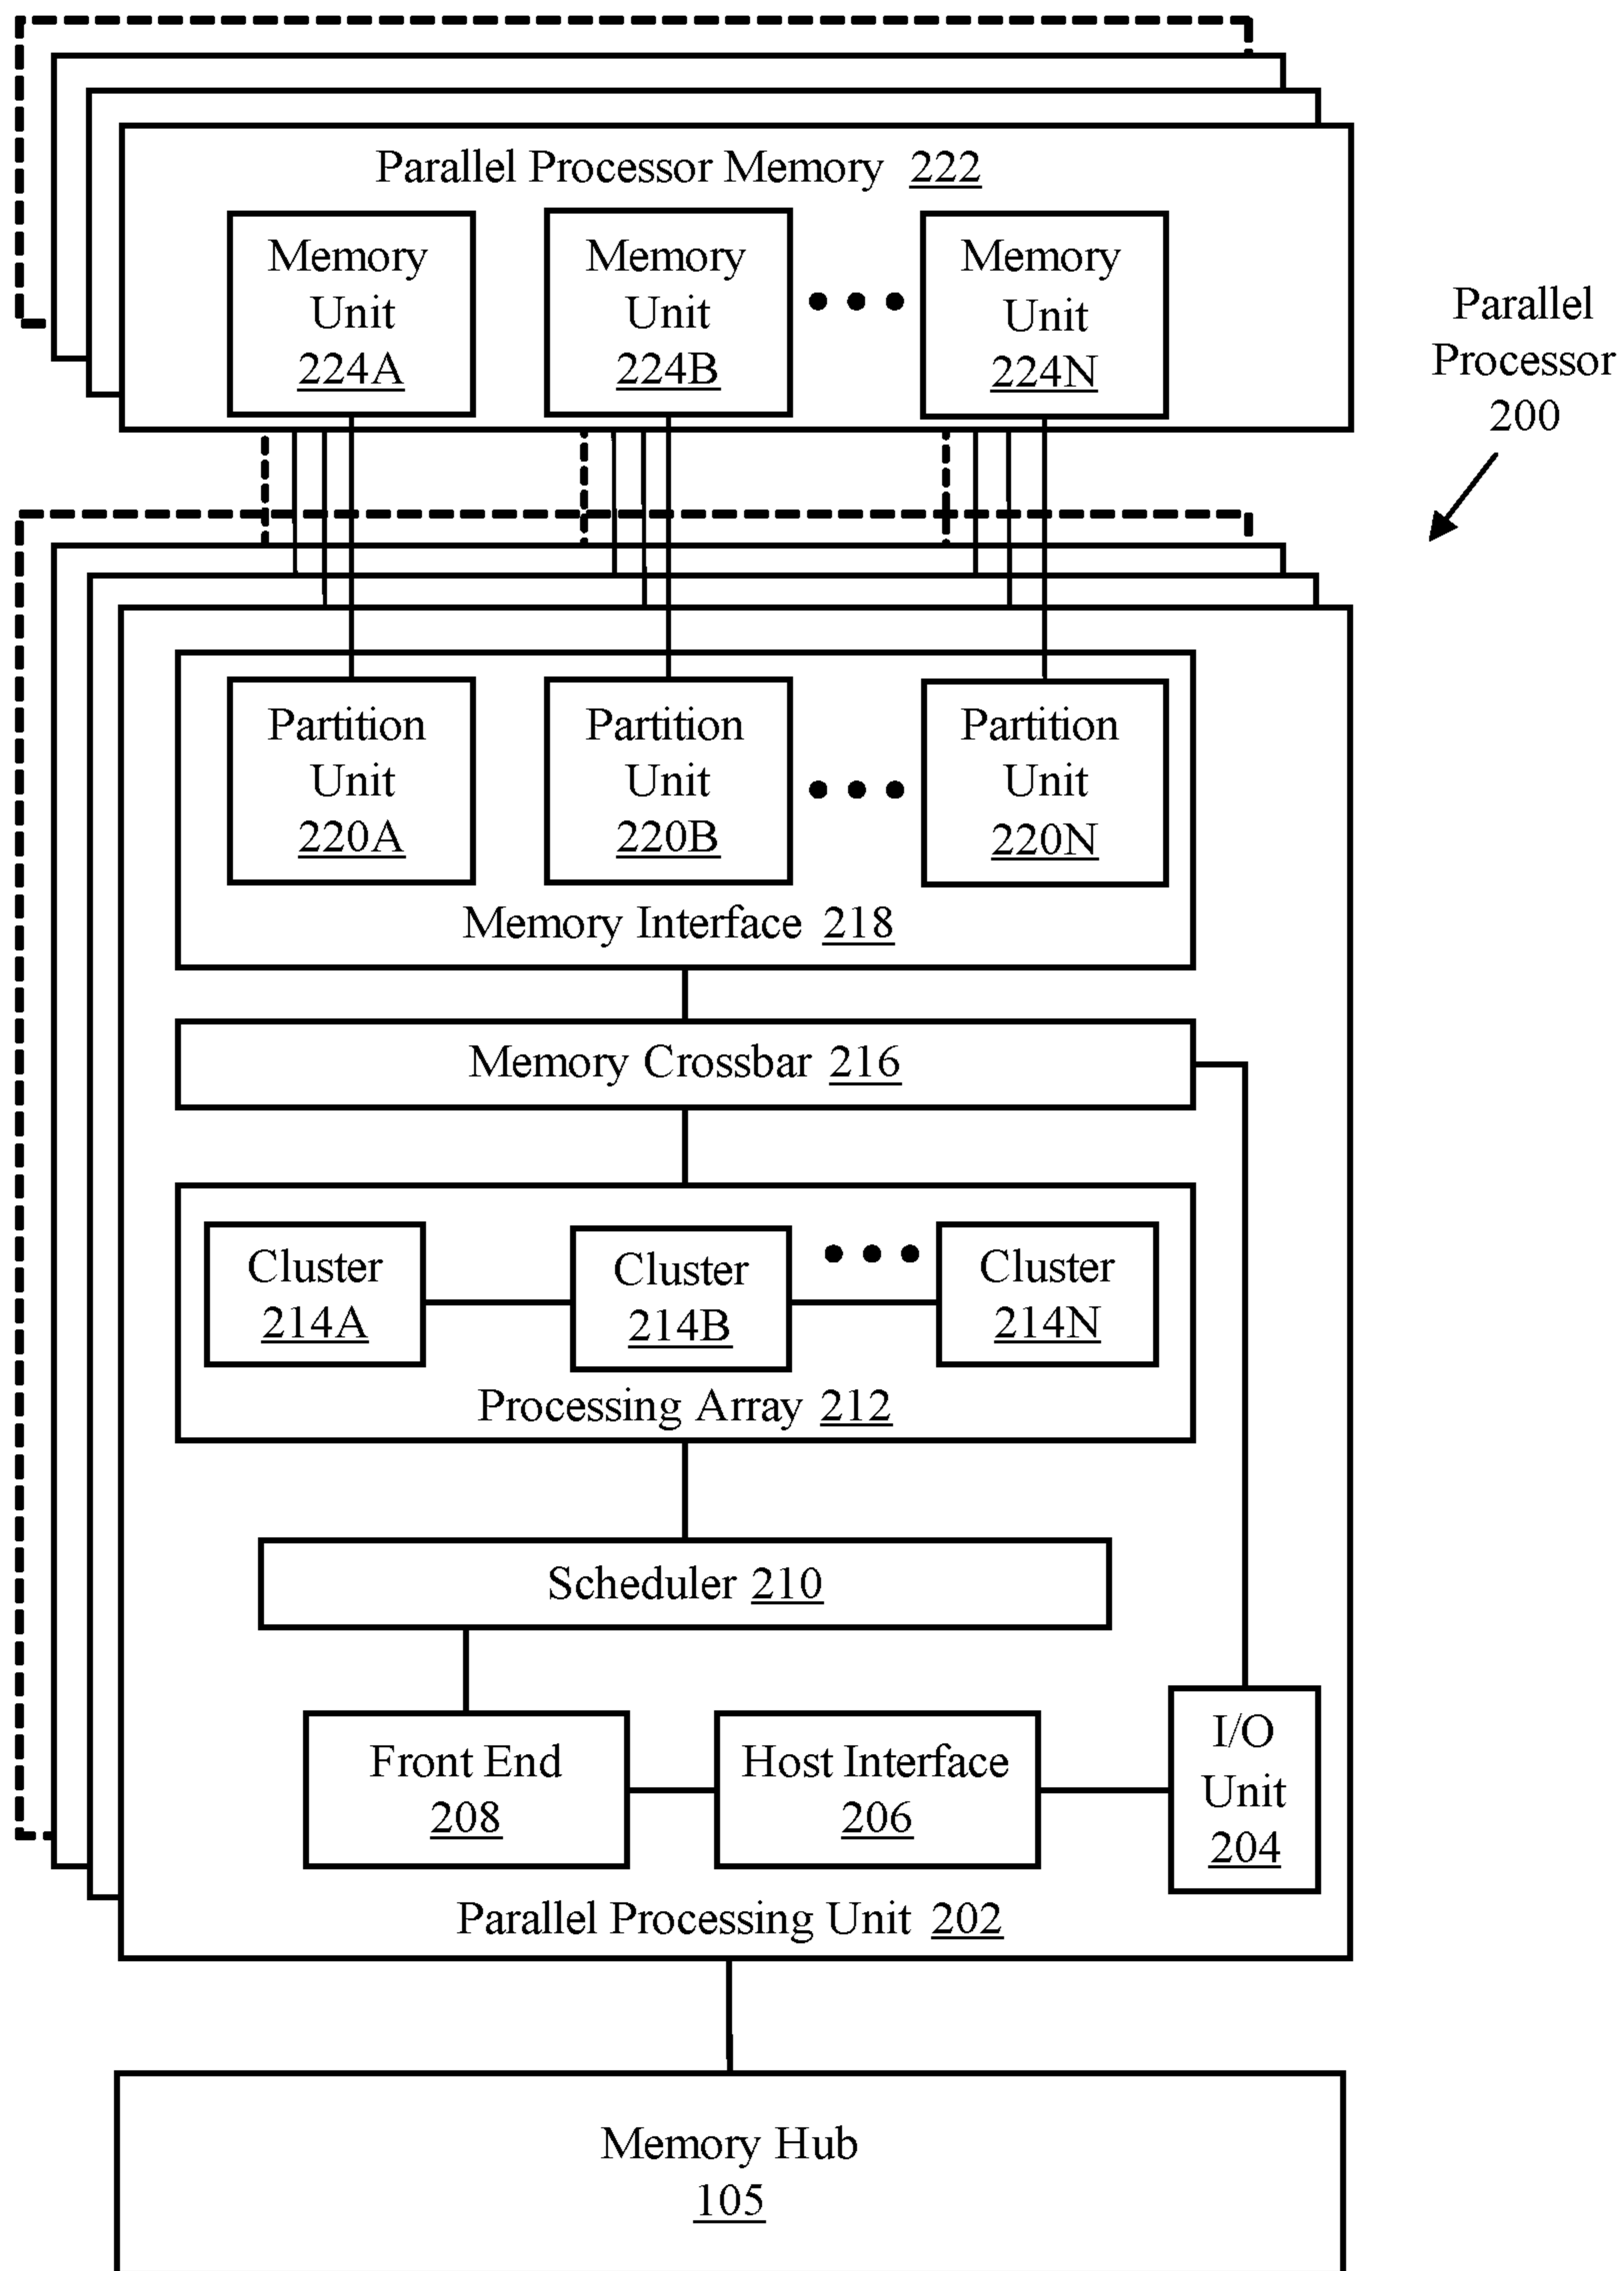 Parallel Processor Memory 222
Memory
Unit
224A
Memory
Unit
224B
Memory
Unit
224N
Parallel
Processor
200
Partition
Unit
220A
Partition
Unit
220B
Partition
Unit
220N
Memory Interface 218
Memory Crossbar 216
Cluster
214A
Cluster
214B
Cluster
214N
Processing Array 212
Scheduler 210
Front End
208
Host Interface
206
I/O
Unit
204
Parallel Processing Unit 202
Memory Hub
105